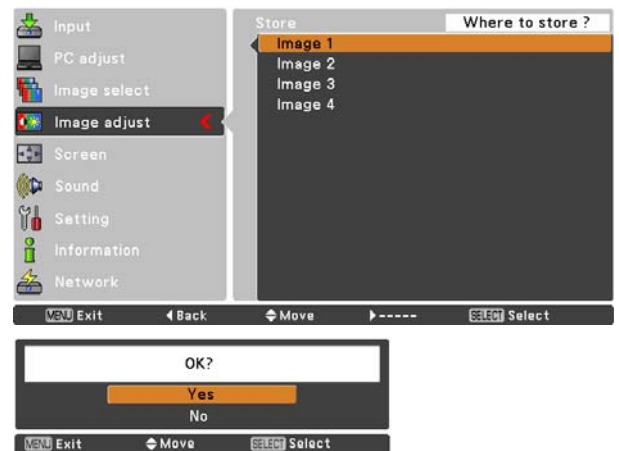 Input
PC adjust
Image select
Image adjust
Screen
Sound
Setting
Information
Network
Store
Where to store ?
Image 1
Image 2
Image 3
Image 4
MENU Exit Back Move ----- SELECT Select
OK?
Yes
No
MENU Exit Move SELECT Select